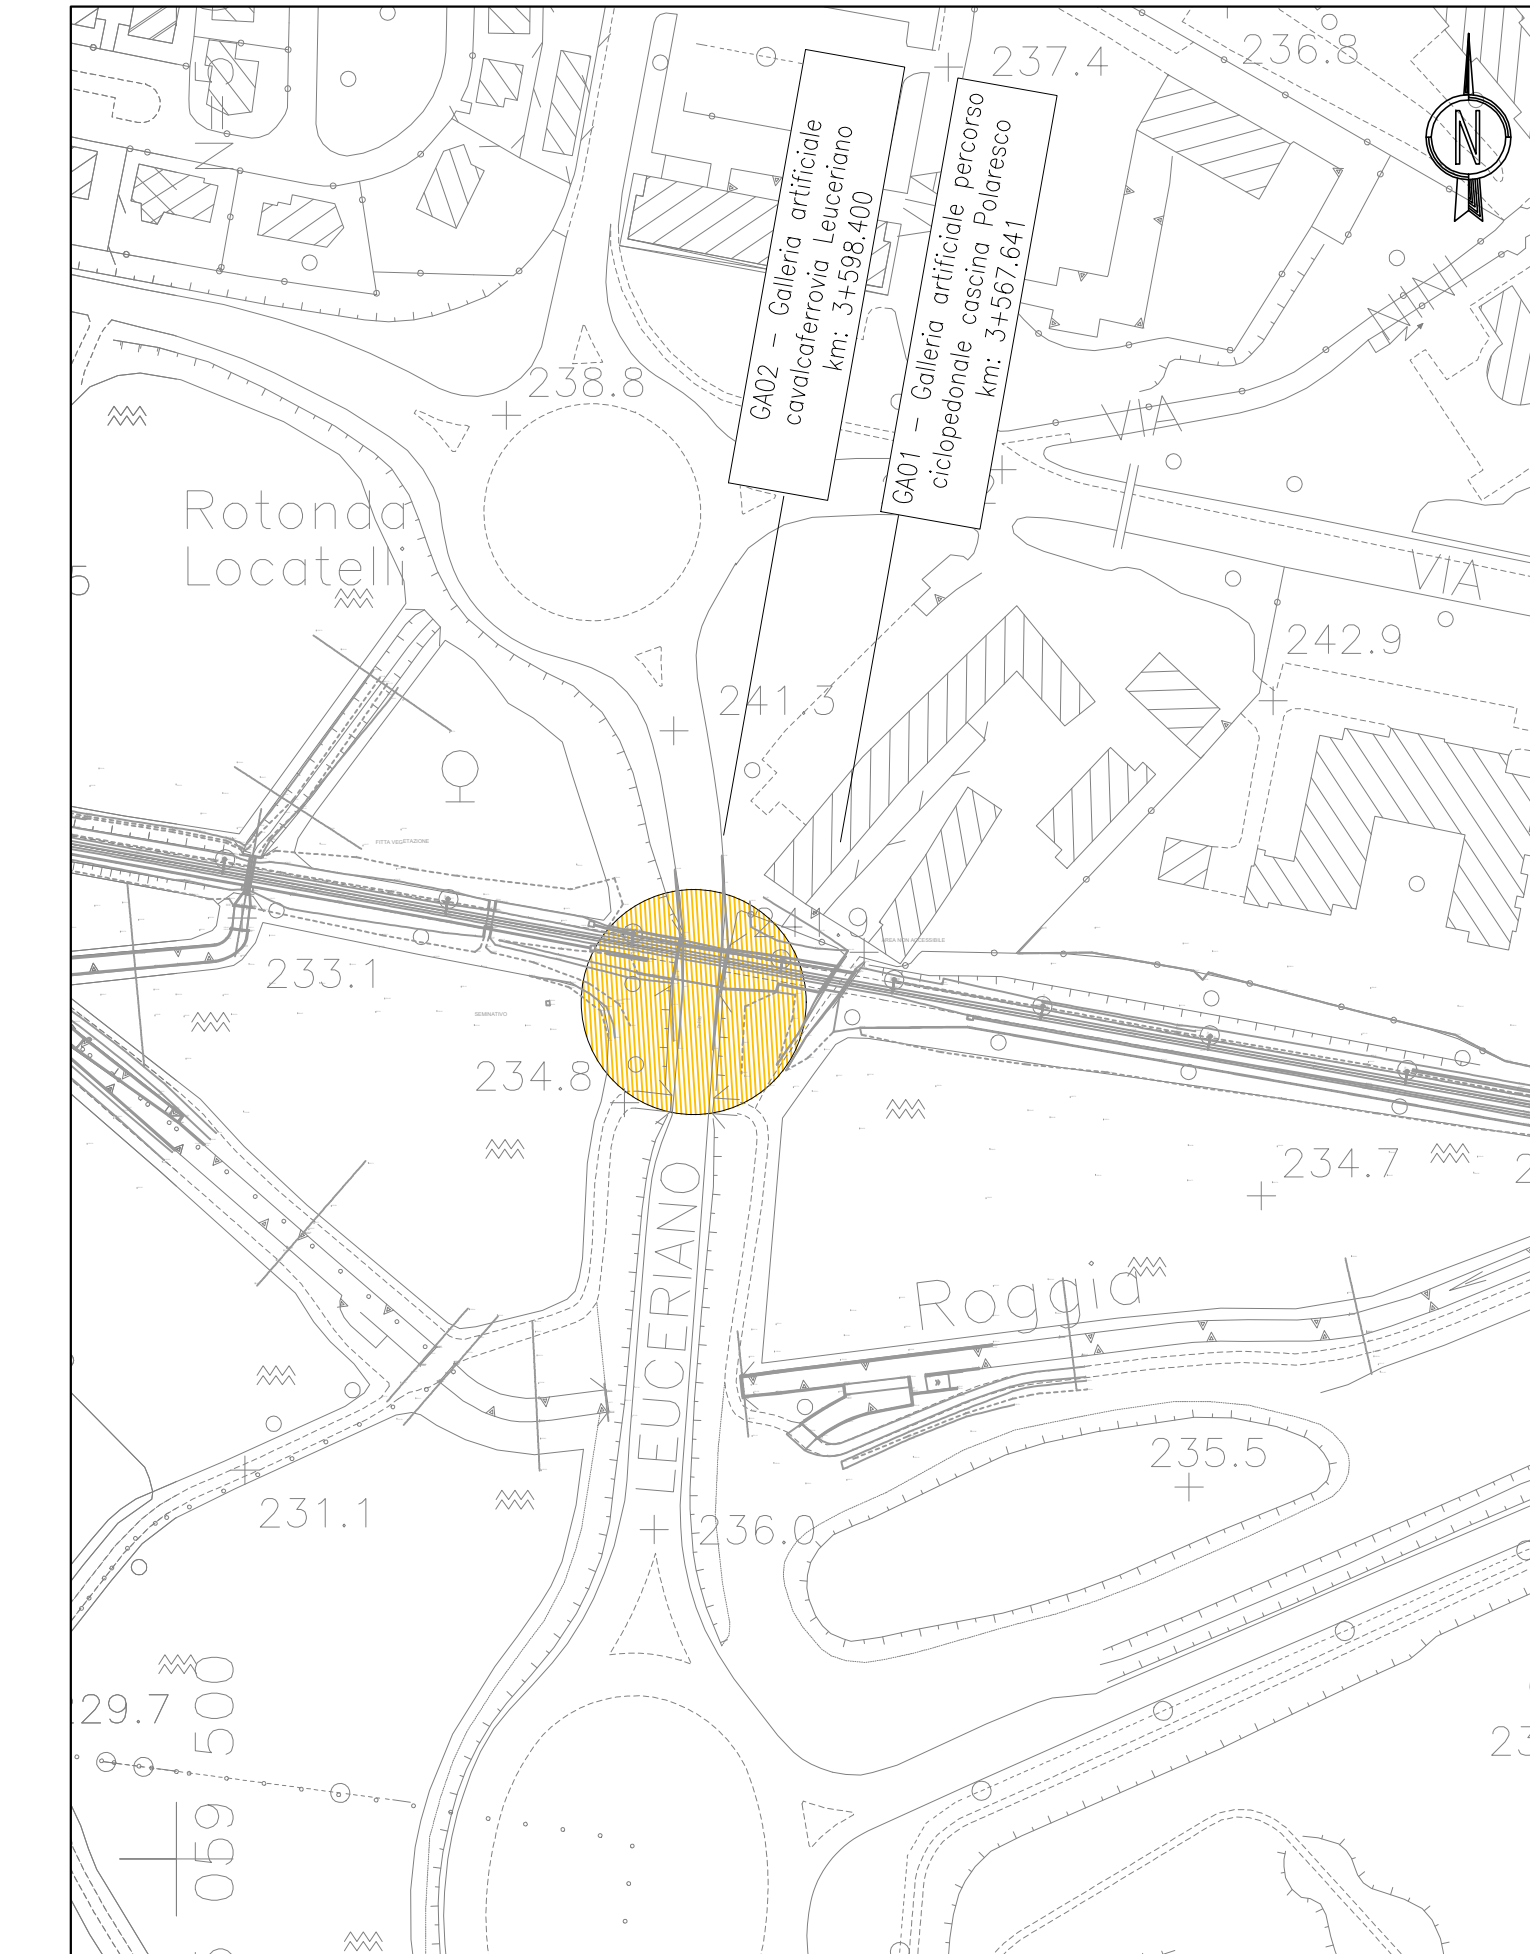 237.4
236.8
N
GA02 – Galleria artificiale
cavalcaferrovia Leuceriano
km: 3+598.400
GA01 – Galleria artificiale percorso
ciclopedonale cascina Polaresco
km: 3+567.641
238.8
VIA
Rotonda
Locatelli
VIA
242.9
241.3
FITTA VEGETAZIONE
241.9
AREA NON ACCESSIBILE
233.1
SEMINATIVO
234.8
234.7
LEUCERIANO
Roggia
235.5
231.1
236.0
29.7
059 500